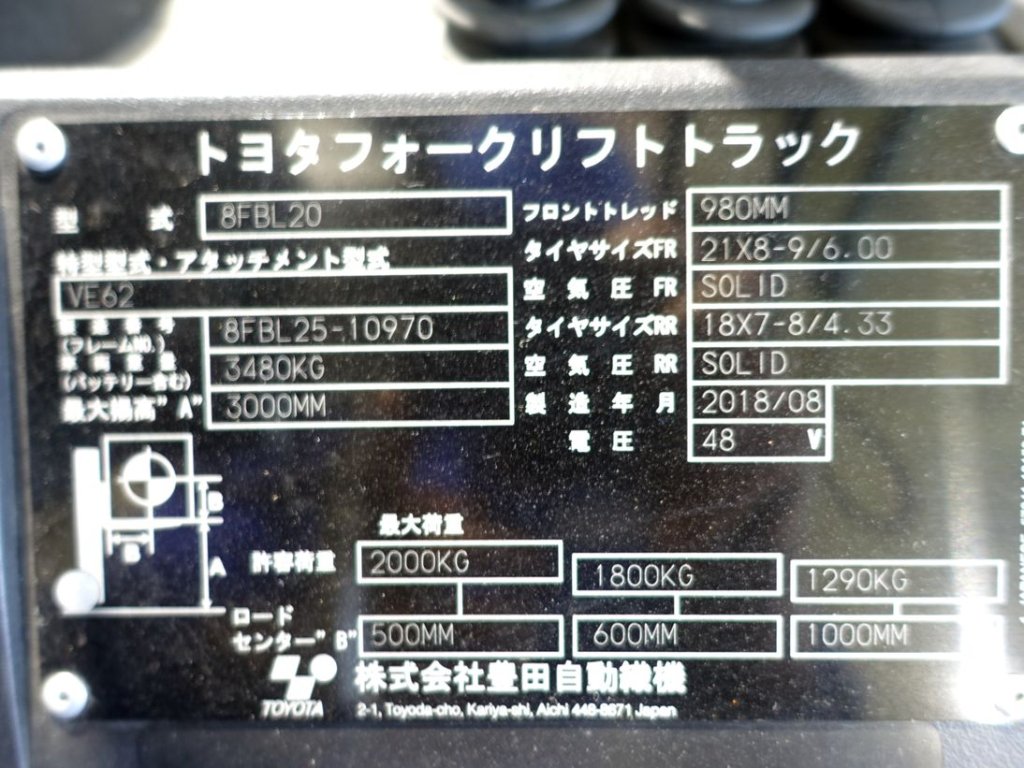 トヨタフォークリフトトラック
型式 8FBL20
特型型式・アタッチメント型式
VE62
(フレームNO.) 8FBL25-10970
車両重量
(バッテリー含む) 3480KG
最大揚高"A" 3000MM
フロントトレッド 980MM
タイヤサイズFR 21X8-9/6.00
空気圧 FR SOLID
タイヤサイズRR 18X7-8/4.33
空気圧 RR SOLID
製造年月 2018/08
電圧 48 V
B
B
A
最大荷重
許容荷重 2000KG 1800KG 1290KG
ロード
センター"B" 500MM 600MM 1000MM
TOYOTA
株式会社豊田自動織機
2-1, Toyoda-cho, Kariya-shi, Aichi 448-8671 Japan